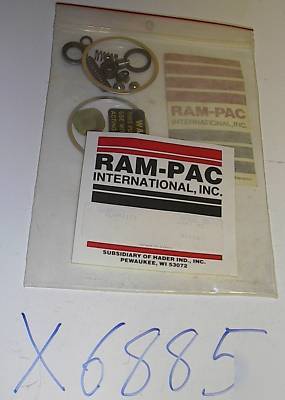 RAM-PAC
INTERNATIONAL, INC.
RAM-PAC
INTERNATIONAL, INC.
SUBSIDIARY OF HADER IND., INC.
PEWAUKEE, WI 53072
X6885